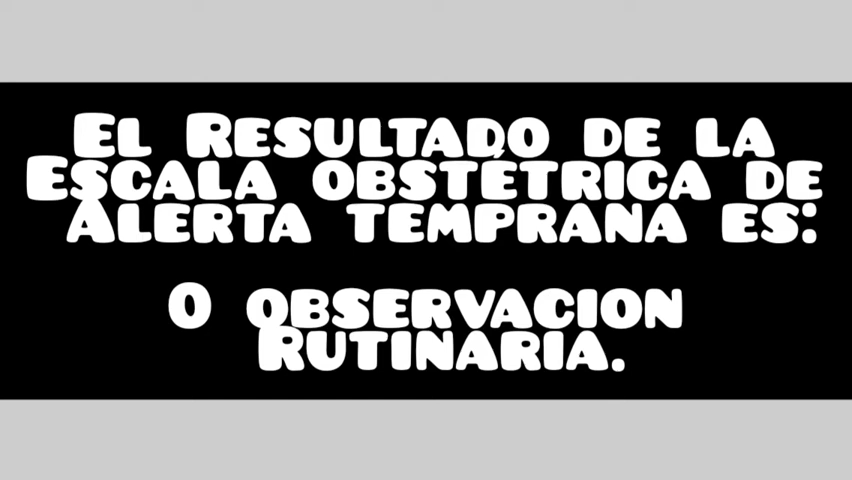 El Resultado de la
Escala obstétrica de
Alerta temprana es:
0 observacion
Rutinaria.